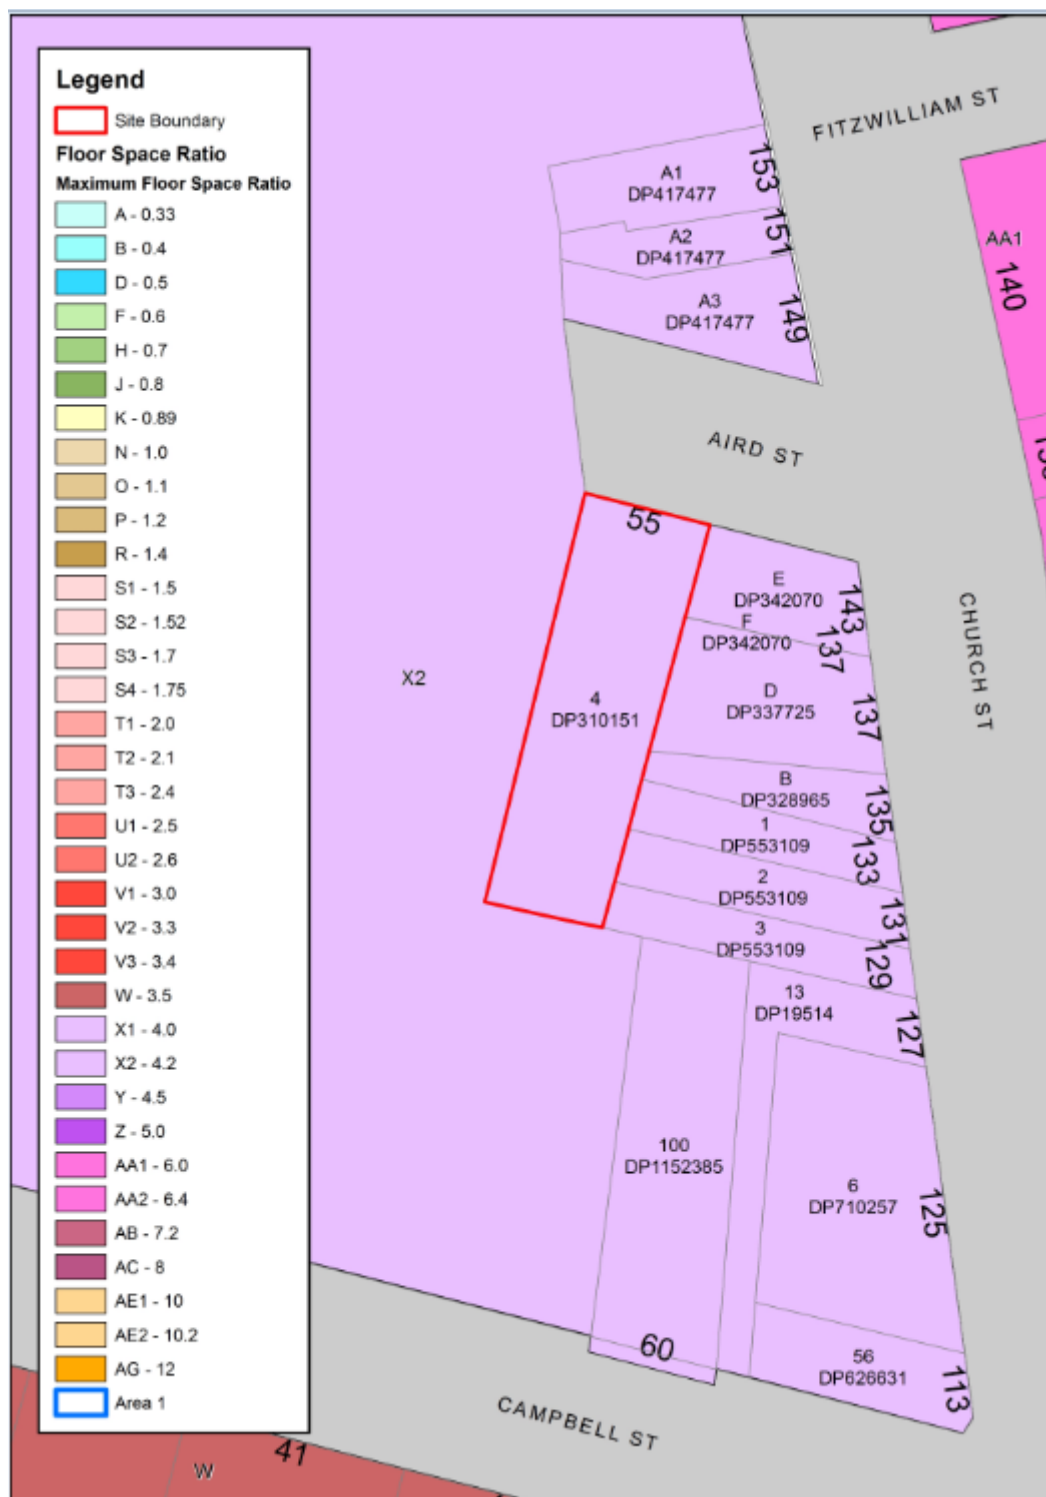 Legend
Site Boundary
Floor Space Ratio
Maximum Floor Space Ratio
A - 0.33
B - 0.4
D - 0.5
F - 0.6
H - 0.7
J - 0.8
K - 0.89
N - 1.0
O - 1.1
P - 1.2
R - 1.4
S1 - 1.5
S2 - 1.52
S3 - 1.7
S4 - 1.75
T1 - 2.0
T2 - 2.1
T3 - 2.4
U1 - 2.5
U2 - 2.6
V1 - 3.0
V2 - 3.3
V3 - 3.4
W - 3.5
X1 - 4.0
X2 - 4.2
Y - 4.5
Z - 5.0
AA1 - 6.0
AA2 - 6.4
AB - 7.2
AC - 8
AE1 - 10
AE2 - 10.2
AG - 12
Area 1
FITZWILLIAM ST
A1
DP417477
153
A2
DP417477
151
A3
DP417477
149
AA1
140
AIRD ST
55
CHURCH ST
E
DP342070
143
F
DP342070
137
X2
4
DP310151
D
DP337725
137
B
DP328965
135
1
DP553109
133
2
DP553109
131
3
DP553109
129
13
DP19514
127
100
DP1152385
6
DP710257
125
60
56
DP626631
113
CAMPBELL ST
41
W